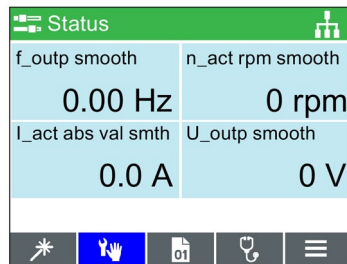 Status
f_outp smooth
n_act rpm smooth
0.00 Hz
0 rpm
I_act abs val smth
U_outp smooth
0.0 A
0 V
01